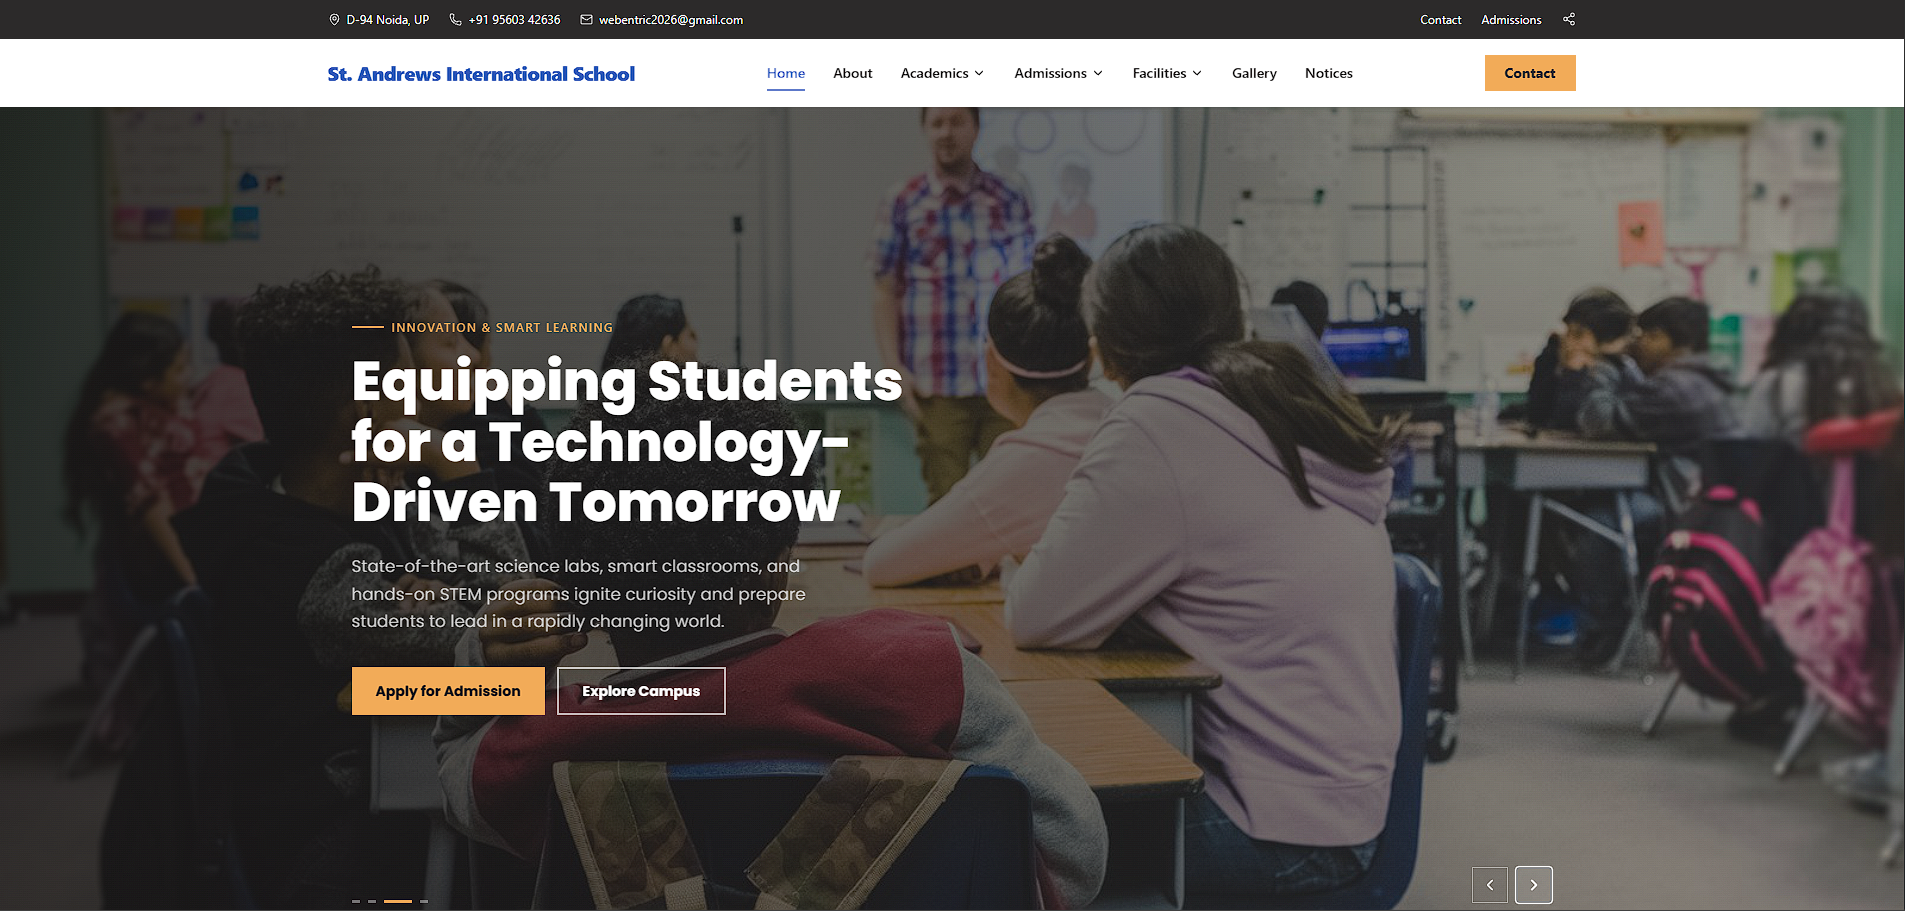 D-94 Noida, UP
+91 95603 42636
webentric2026@gmail.com
Contact
Admissions
St. Andrews International School
Home
About
Academics
Admissions
Facilities
Gallery
Notices
Contact
INNOVATION & SMART LEARNING
Equipping Students
for a Technology-
Driven Tomorrow
State-of-the-art science labs, smart classrooms, and
hands-on STEM programs ignite curiosity and prepare
students to lead in a rapidly changing world.
Apply for Admission
Explore Campus